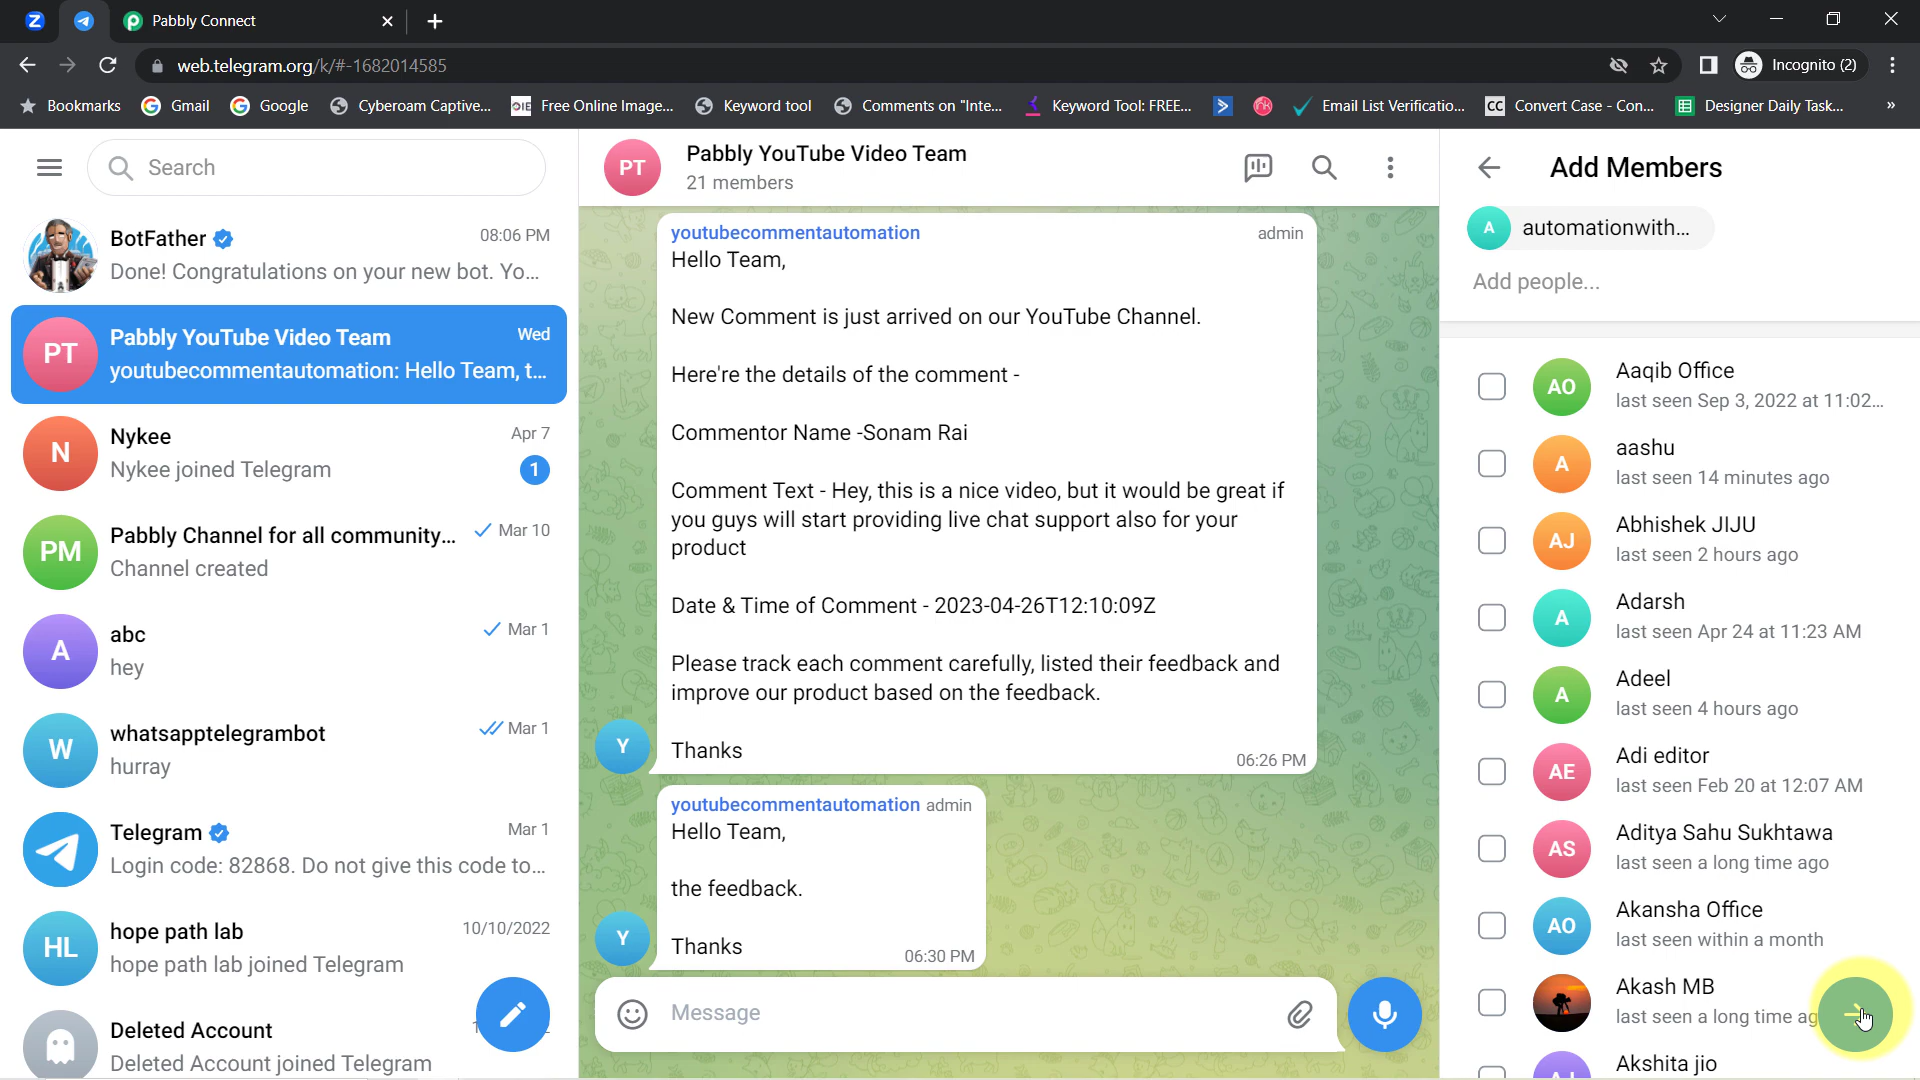 Z
Pabbly Connect
web.telegram.org/k/#-1682014585
Incognito (2)
Bookmarks
Gmail
Google
Cyberoam Captive...
OIE Free Online Image...
Keyword tool
Comments on "Inte...
Keyword Tool: FREE...
Email List Verificatio...
CC Convert Case - Con...
Designer Daily Task...
»
Search
BotFather 08:06 PM
Done! Congratulations on your new bot. Yo...
PT
Pabbly YouTube Video Team Wed
youtubecommentautomation: Hello Team, t...
N
Nykee Apr 7
Nykee joined Telegram 1
PM
Pabbly Channel for all community... Mar 10
Channel created
A
abc Mar 1
hey
W
whatsapptelegrambot Mar 1
hurray
Telegram Mar 1
Login code: 82868. Do not give this code to...
HL
hope path lab 10/10/2022
hope path lab joined Telegram
Deleted Account
Deleted Account joined Telegram
PT
Pabbly YouTube Video Team
21 members
youtubecommentautomation admin
Hello Team,
New Comment is just arrived on our YouTube Channel.
Here're the details of the comment -
Commentor Name -Sonam Rai
Comment Text - Hey, this is a nice video, but it would be great if
you guys will start providing live chat support also for your
product
Date & Time of Comment - 2023-04-26T12:10:09Z
Please track each comment carefully, listed their feedback and
improve our product based on the feedback.
Y
Thanks
06:26 PM
youtubecommentautomation admin
Hello Team,
the feedback.
Y
Thanks
06:30 PM
Message
Add Members
A automationwith...
Add people...
AO
Aaqib Office
last seen Sep 3, 2022 at 11:02...
A
aashu
last seen 14 minutes ago
AJ
Abhishek JIJU
last seen 2 hours ago
A
Adarsh
last seen Apr 24 at 11:23 AM
A
Adeel
last seen 4 hours ago
AE
Adi editor
last seen Feb 20 at 12:07 AM
AS
Aditya Sahu Sukhtawa
last seen a long time ago
AO
Akansha Office
last seen within a month
Akash MB
last seen a long time ag
Akshita jio